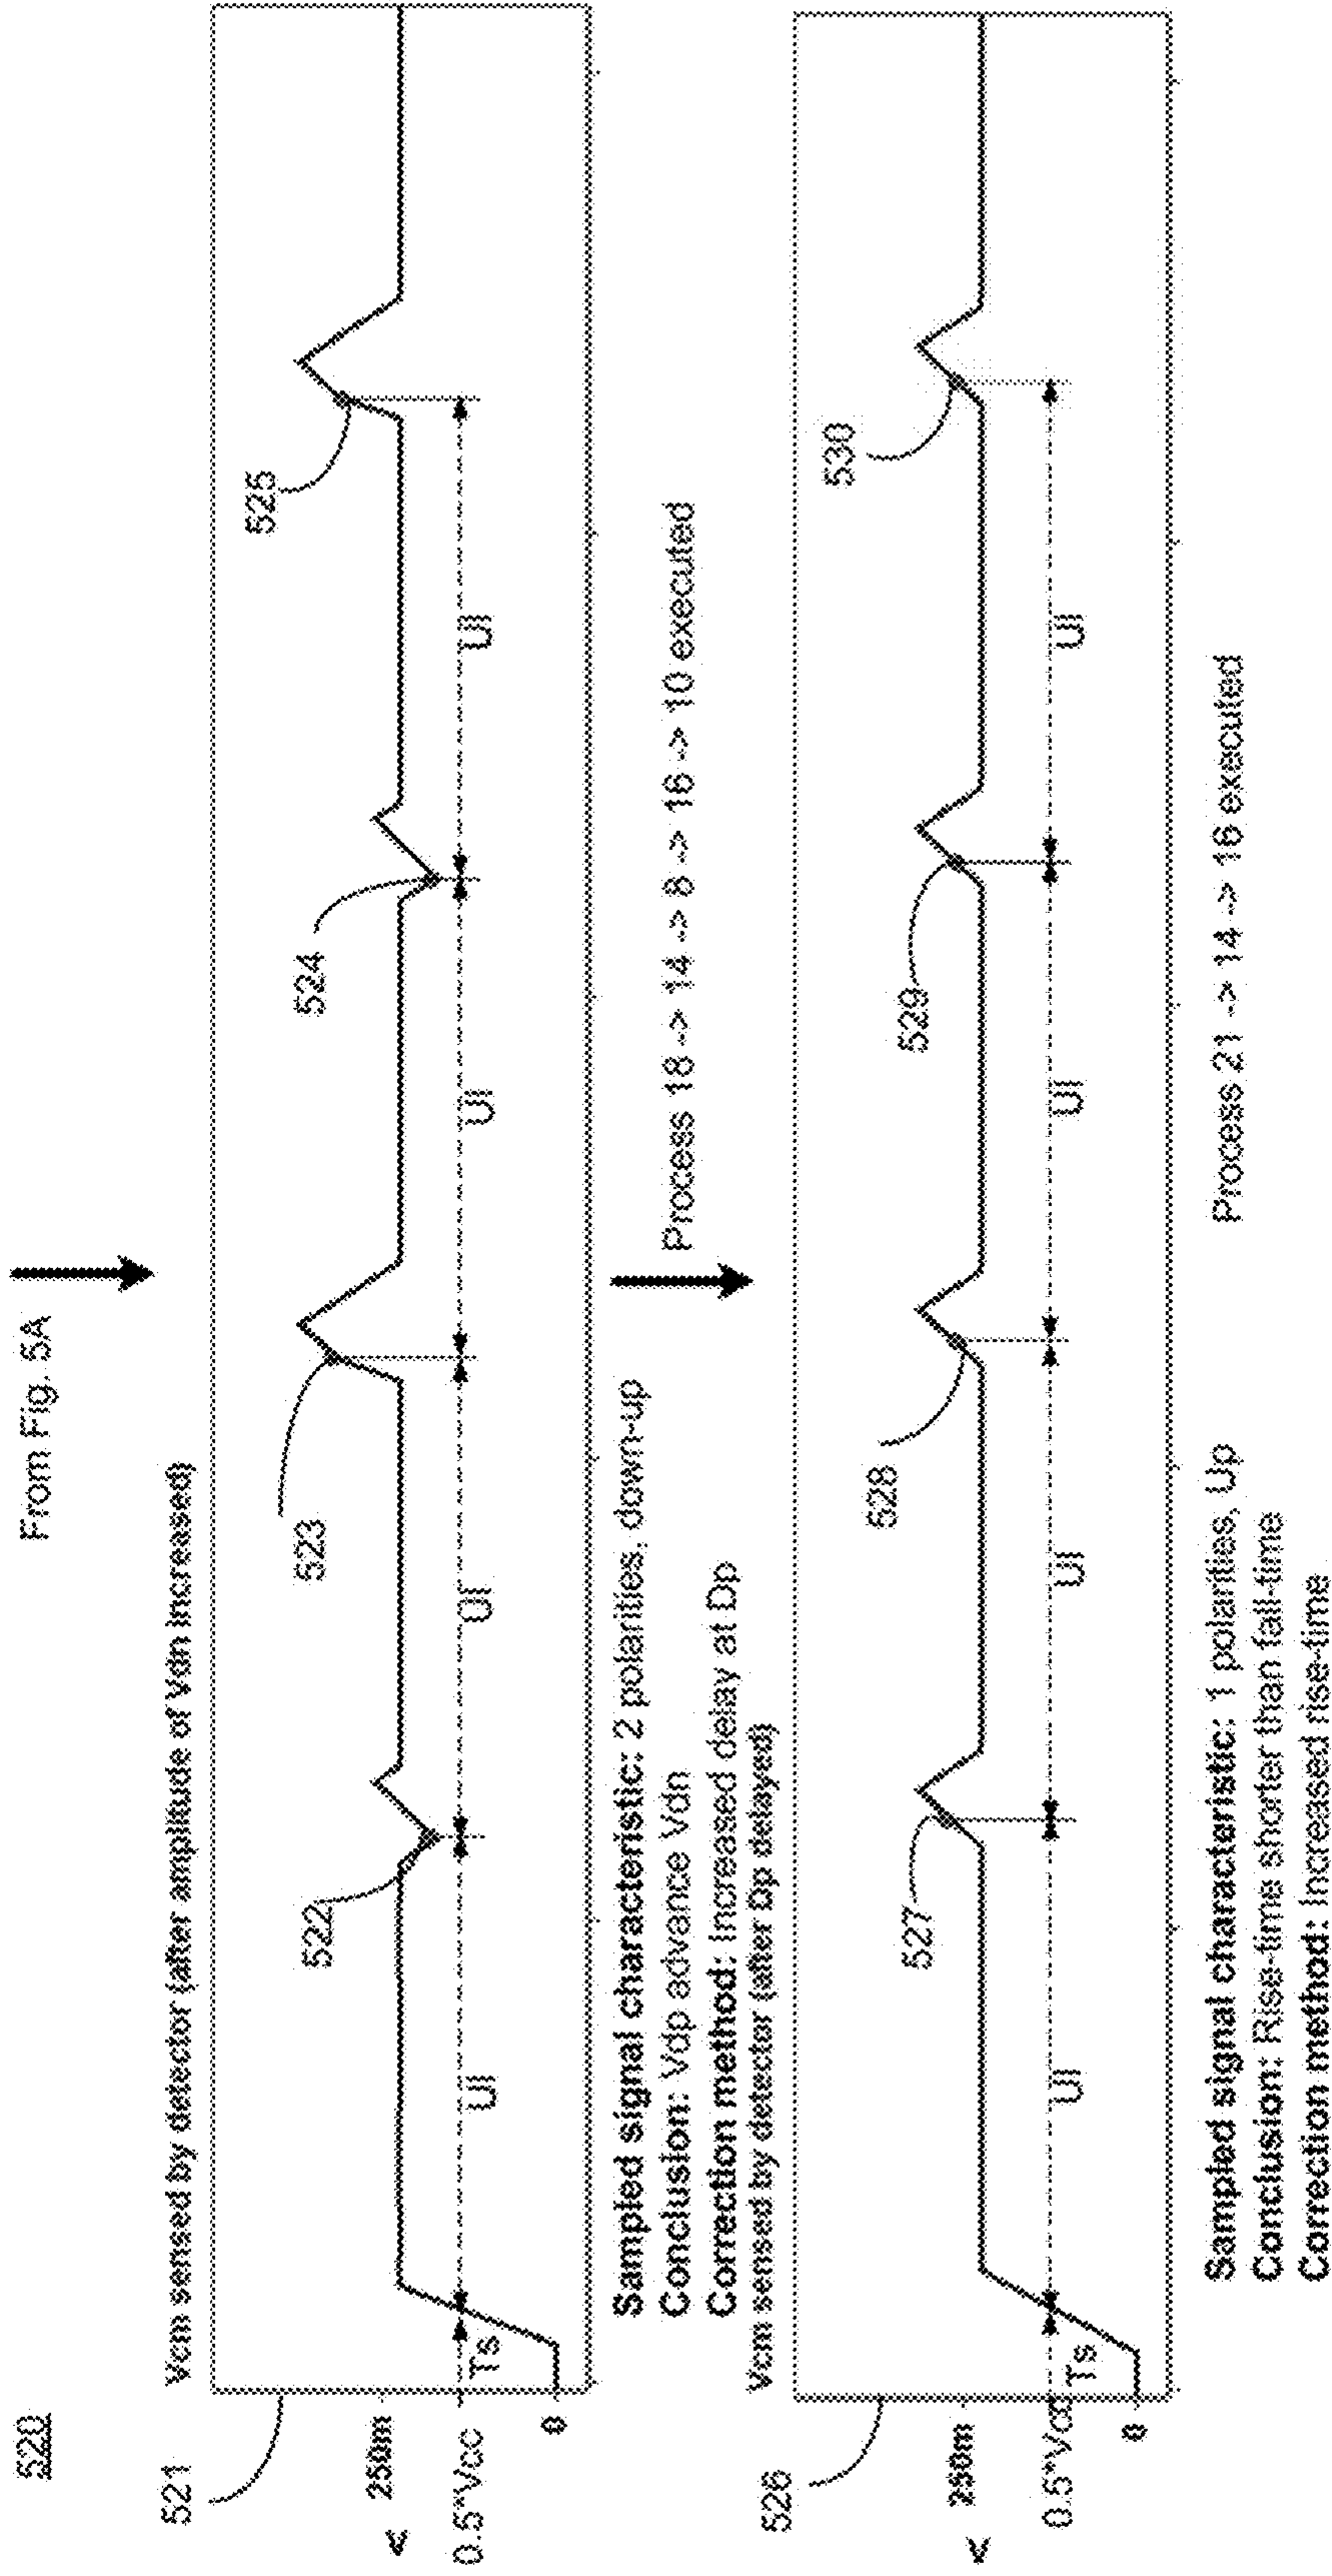 520
From Fig. 5A
Vcm sensed by detector (after amplitude of Vdn increased)
521
V
250m
0.5*Vcc
0
Ts
UI
UI
UI
UI
522
523
524
525
Sampled signal characteristic: 2 polarities, down-up
Conclusion: Vdp advance Vdn
Correction method: Increased delay at Dp
Process 18 -> 14 -> 8 -> 16 -> 10 executed
Vcm sensed by detector (after Dp delayed)
526
V
250m
0.5*Vcc
0
Ts
UI
UI
UI
UI
527
528
529
530
Sampled signal characteristic: 1 polarities, Up
Conclusion: Rise-time shorter than fall-time
Correction method: Increased rise-time
Process 21 -> 14 -> 16 executed